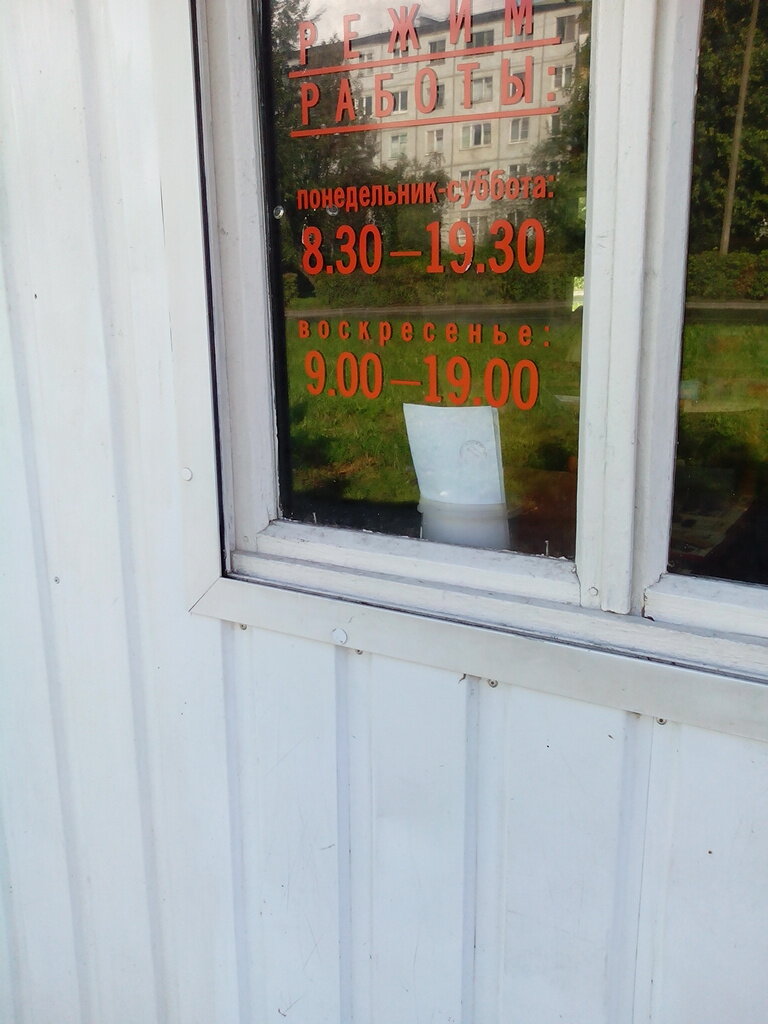 РЕЖИМ
РАБОТЫ:
понедельник-суббота:
8.30—19.30
воскресенье:
9.00—19.00